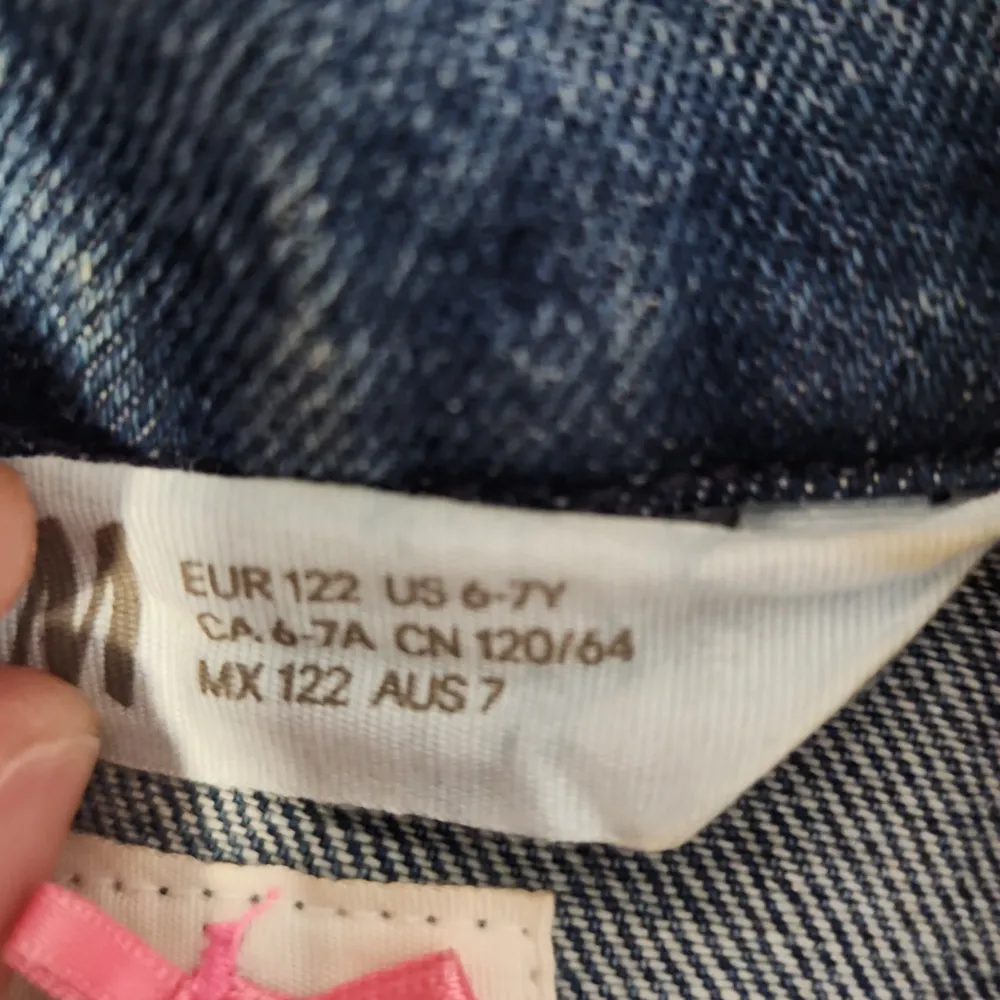 EUR 122 US 6-7Y
CA. 6-7A CN 120/64
MX 122 AUS 7